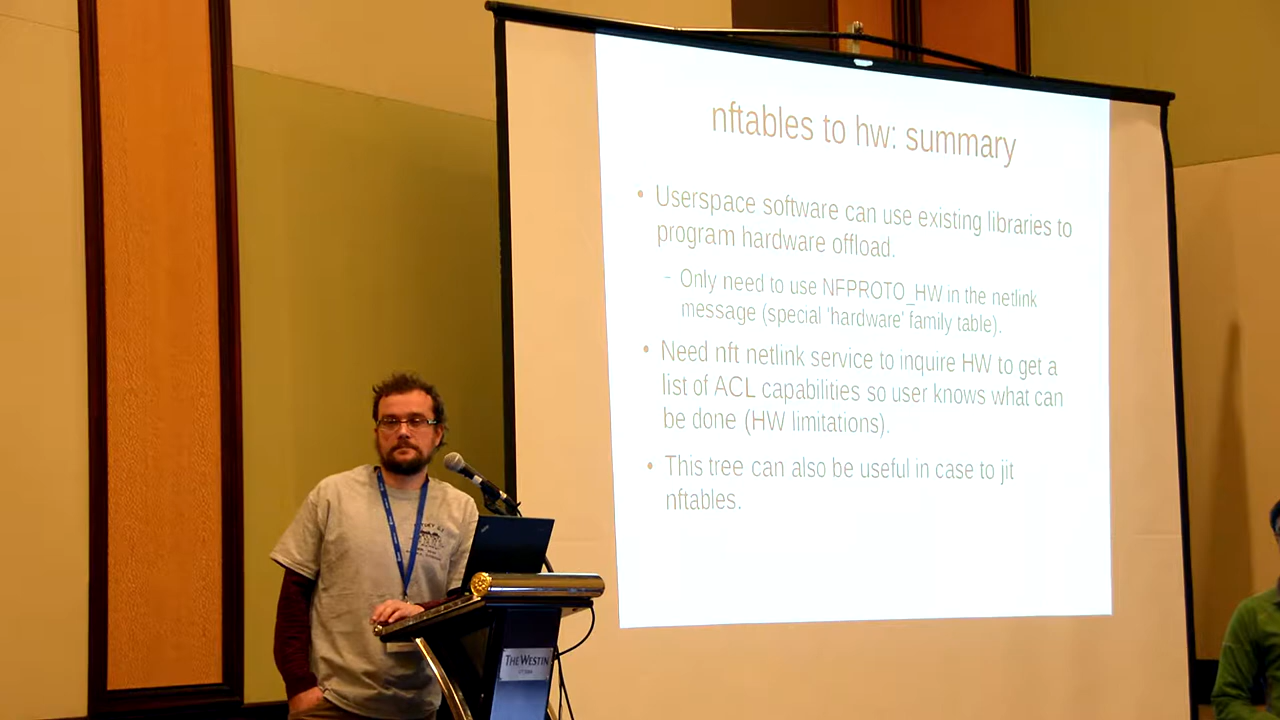 nftables to hw: summary
• Userspace software can use existing libraries to
program hardware offload.
– Only need to use NFPROTO_HW in the netlink
message (special 'hardware' family table).
• Need nft netlink service to inquire HW to get a
list of ACL capabilities so user knows what can
be done (HW limitations).
• This tree can also be useful in case to jit
nftables.
THE WESTIN